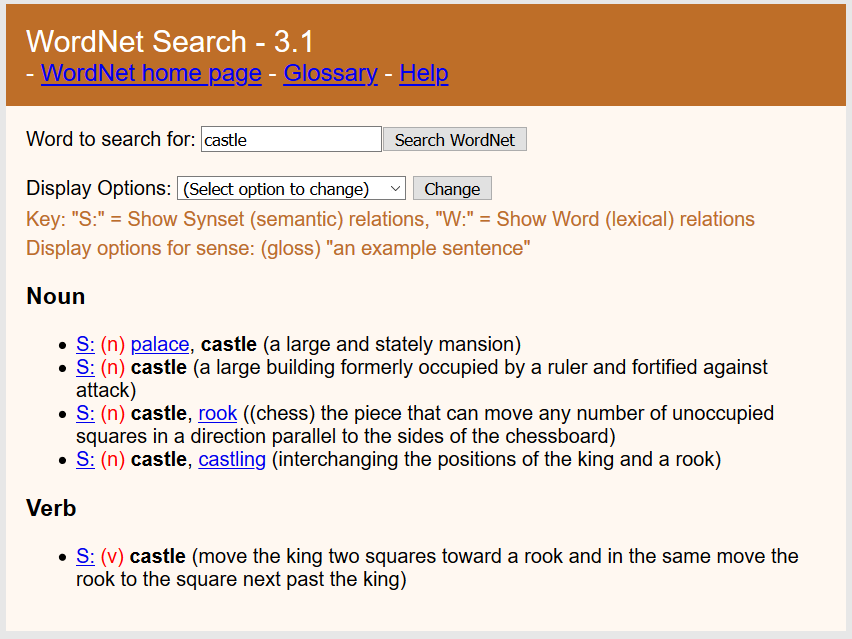 WordNet Search - 3.1
- WordNet home page - Glossary - Help
Word to search for: castle Search WordNet
Display Options: (Select option to change) Change
Key: "S:" = Show Synset (semantic) relations, "W:" = Show Word (lexical) relations
Display options for sense: (gloss) "an example sentence"
Noun
• S: (n) palace, castle (a large and stately mansion)
• S: (n) castle (a large building formerly occupied by a ruler and fortified against
attack)
• S: (n) castle, rook ((chess) the piece that can move any number of unoccupied
squares in a direction parallel to the sides of the chessboard)
• S: (n) castle, castling (interchanging the positions of the king and a rook)
Verb
• S: (v) castle (move the king two squares toward a rook and in the same move the
rook to the square next past the king)